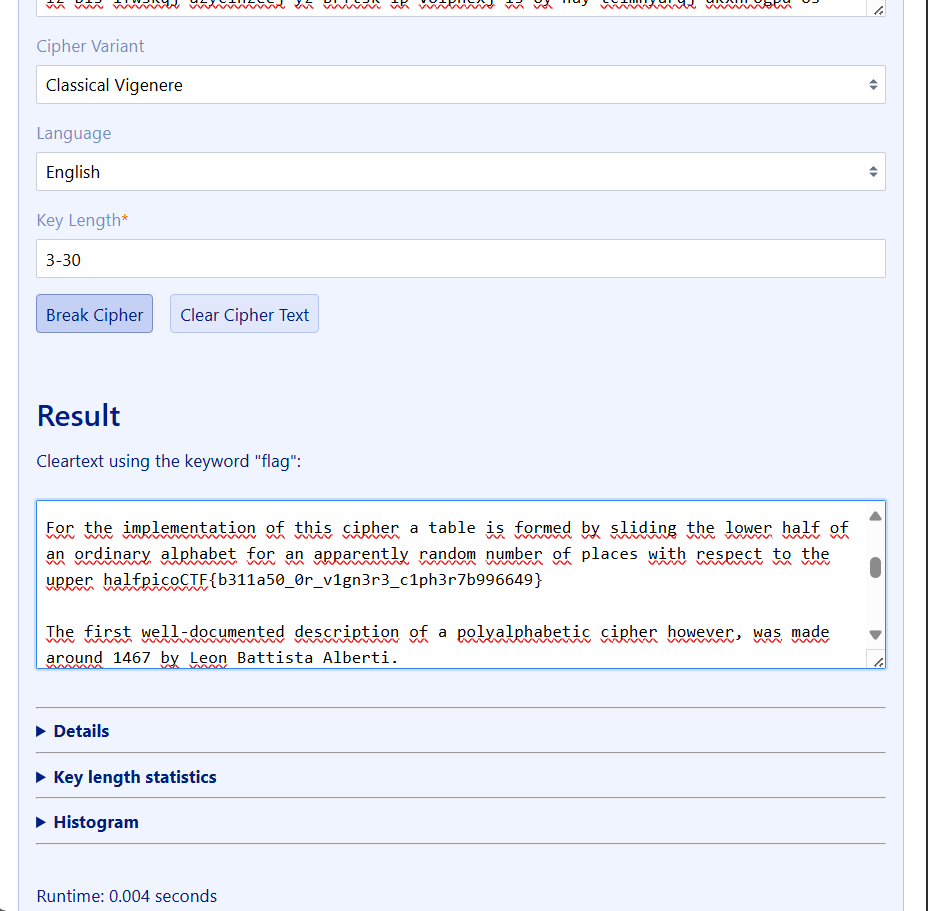 Cipher Variant
Classical Vigenere
Language
English
Key Length*
3-30
Break Cipher Clear Cipher Text
Result
Cleartext using the keyword "flag":
For the implementation of this cipher a table is formed by sliding the lower half of
an ordinary alphabet for an apparently random number of places with respect to the
upper halfpicoCTF{b311a50_0r_v1gn3r3_c1ph3r7b996649}
The first well-documented description of a polyalphabetic cipher however, was made
around 1467 by Leon Battista Alberti.
Details
Key length statistics
Histogram
Runtime: 0.004 seconds